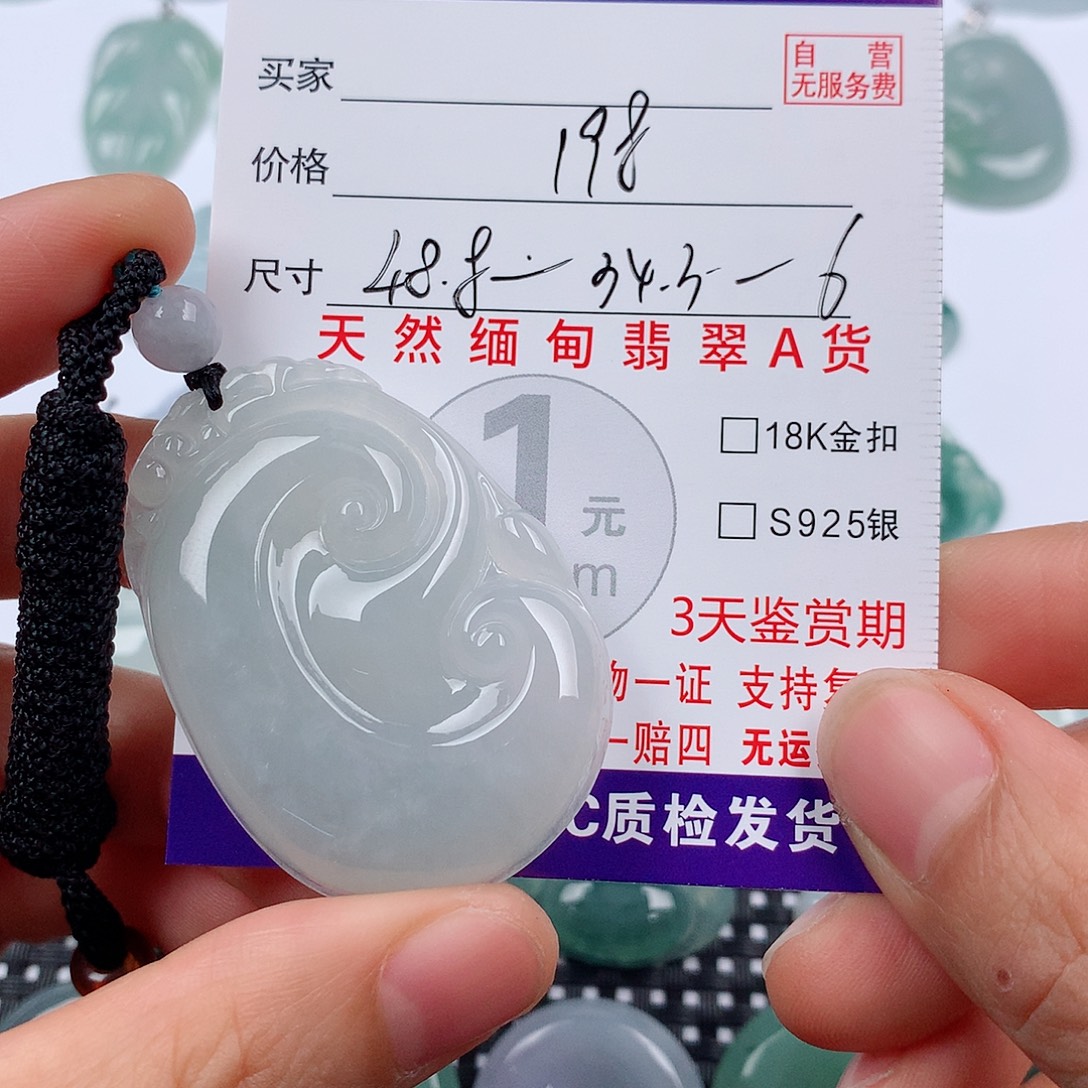 自营
无服务费
买家
价格 198
尺寸 48.8－34.5－6
天然缅甸翡翠A货
1元
m
18K金扣
S925银
3天鉴赏期
物一证 支持复
一赔四 无运
C质检发货